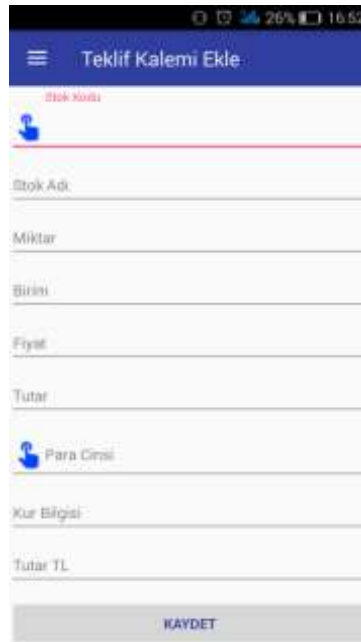 26% 16:52
Teklif Kalemi Ekle
Stok Kodu
Stok Adı
Miktar
Birim
Fiyat
Tutar
Para Cinsi
Kur Bilgisi
Tutar TL
KAYDET